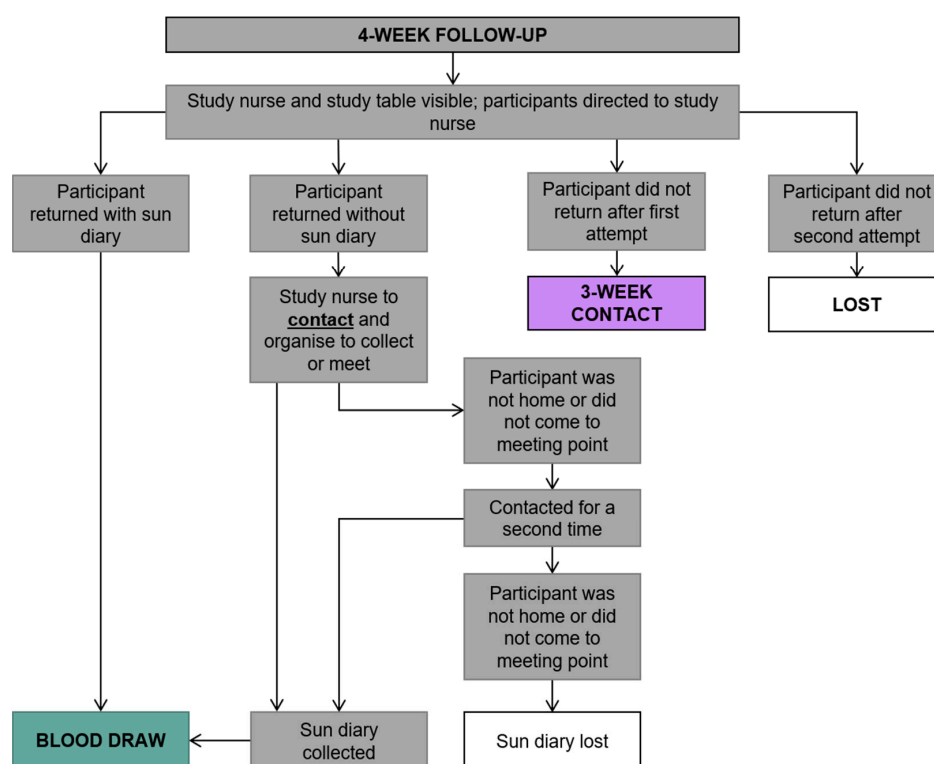 4-WEEK FOLLOW-UP
Study nurse and study table visible; participants directed to study
nurse
Participant
returned with sun
diary
Participant
returned without
sun diary
Participant did not
return after first
attempt
Participant did not
return after
second attempt
Study nurse to
contact and
organise to collect
or meet
3-WEEK
CONTACT
LOST
Participant was
not home or did
not come to
meeting point
Contacted for a
second time
Participant was
not home or did
not come to
meeting point
BLOOD DRAW
Sun diary
collected
Sun diary lost